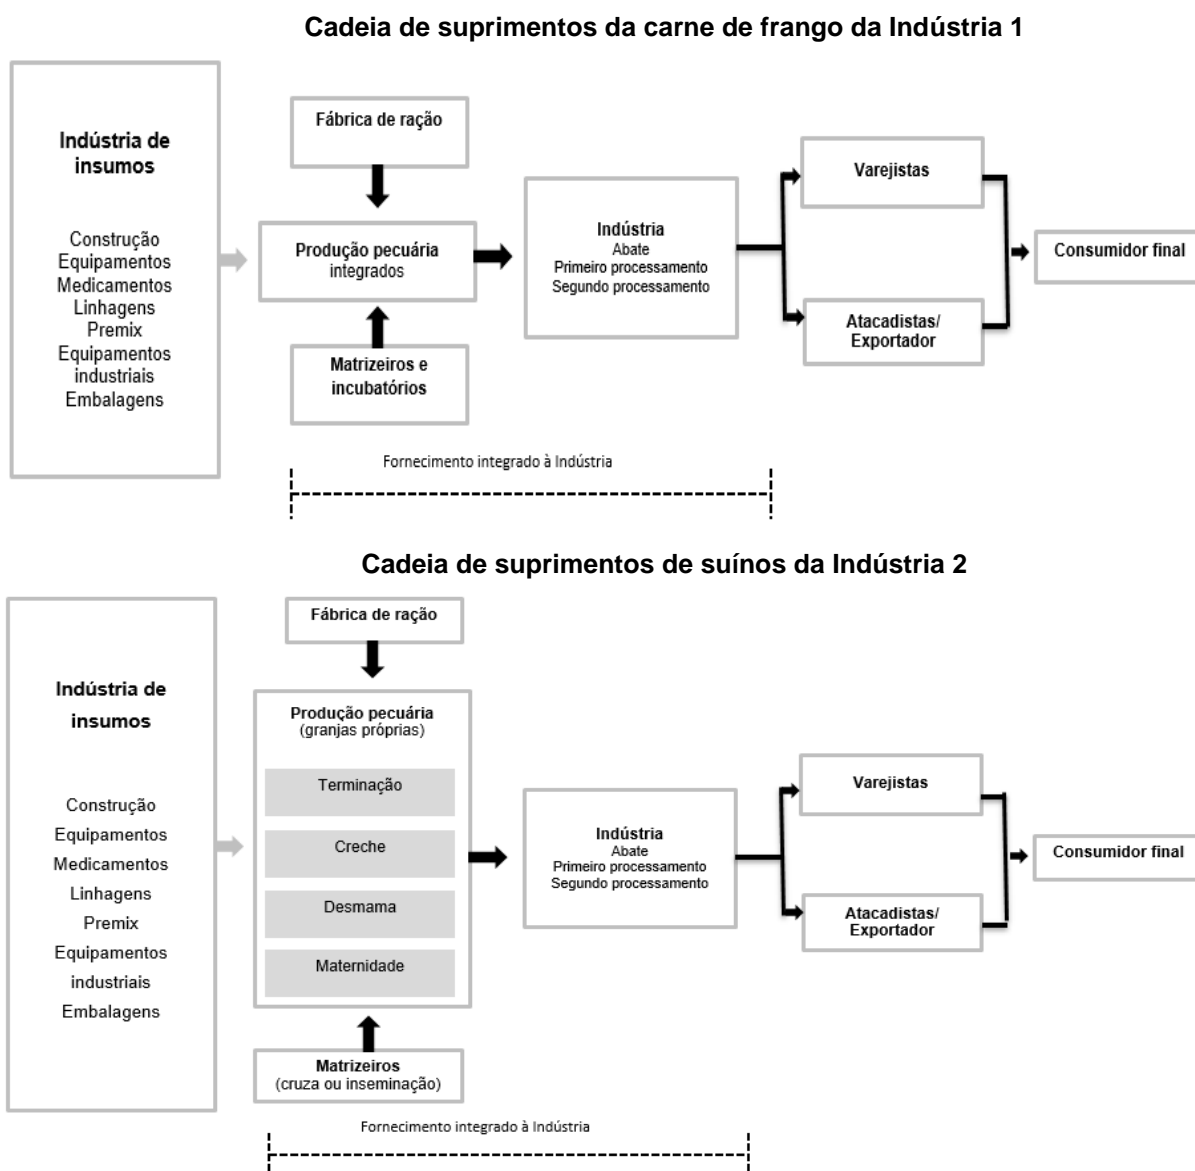 Cadeia de suprimentos da carne de frango da Indústria 1
Indústria de
insumos
Construção
Equipamentos
Medicamentos
Linhagens
Premix
Equipamentos
industriais
Embalagens
Fábrica de ração
Produção pecuária
integrados
Matrizeiros e
incubatórios
Indústria
Abate
Primeiro processamento
Segundo processamento
Varejistas
Atacadistas/
Exportador
Consumidor final
Fornecimento integrado à Indústria
Cadeia de suprimentos de suínos da Indústria 2
Indústria de
insumos
Construção
Equipamentos
Medicamentos
Linhagens
Premix
Equipamentos
industriais
Embalagens
Fábrica de ração
Produção pecuária
(granjas próprias)
Terminação
Creche
Desmama
Maternidade
Matrizeiros
(cruza ou inseminação)
Indústria
Abate
Primeiro processamento
Segundo processamento
Varejistas
Atacadistas/
Exportador
Consumidor final
Fornecimento integrado à Indústria